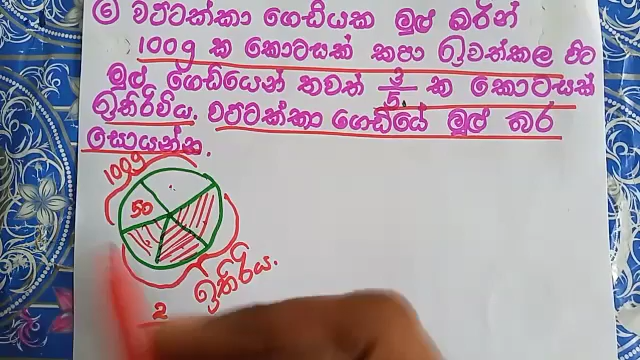 ⑥ වට්ටක්කා ගෙඩියක මුල් බරින්
100g ක කොටසක් කපා ඉවත්කල විට
මුල් ගෙඩියෙන් තවත් 3/5 ක කොටසක්
ඉතිරිවිය. වට්ටක්කා ගෙඩියේ මුල් බර
සොයන්න.
100g
50
ඉතිරිය.
2